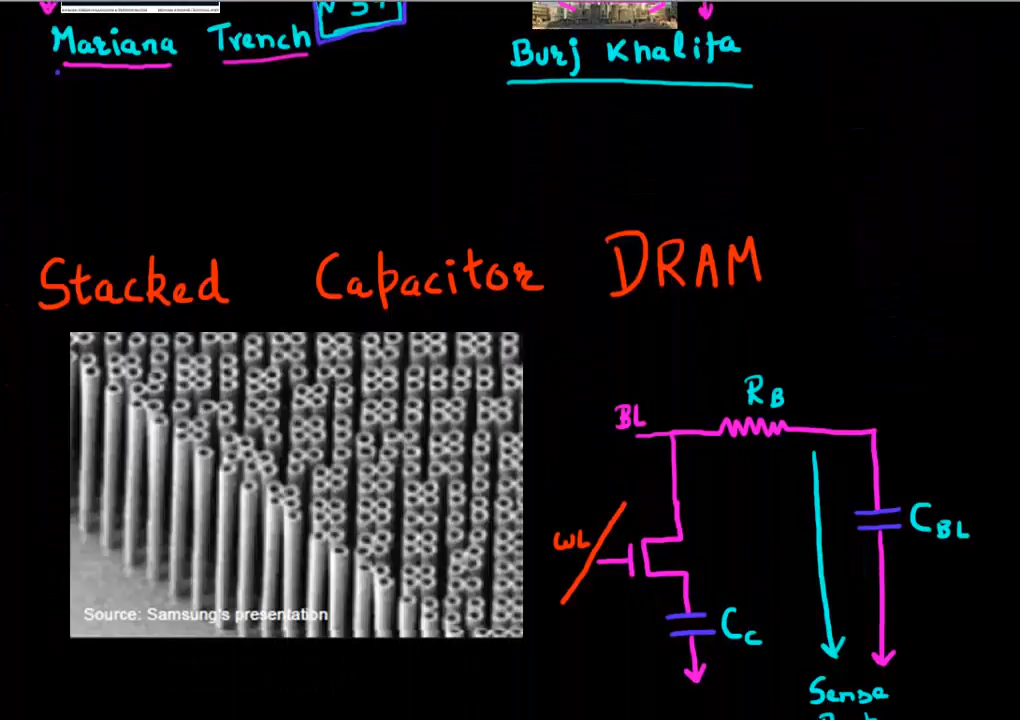 Mariana Trench
Burj Khalifa
Stacked Capacitor DRAM
BL
RB
WL
CBL
Source: Samsung's presentation
CC
Sense